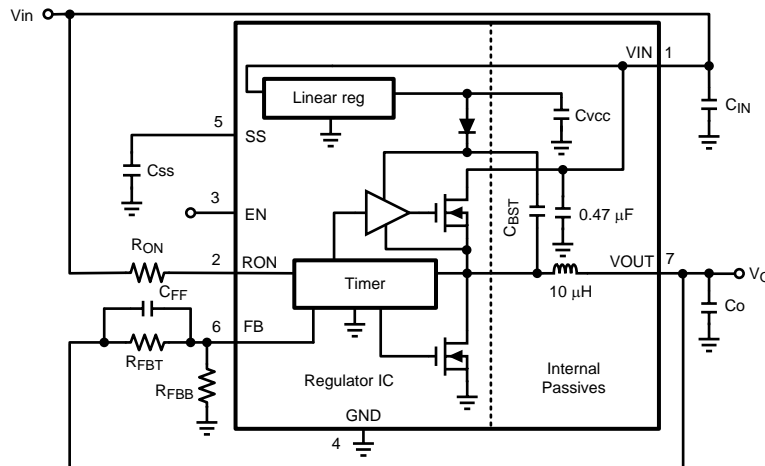 Vin
VIN
1
Linear reg
Cvcc
CIN
5
SS
Css
3
EN
CBST
0.47 μF
RON
2
RON
Timer
VOUT
7
VO
10 μH
Co
CFF
6
FB
RFBT
RFBB
Regulator IC
Internal
Passives
GND
4